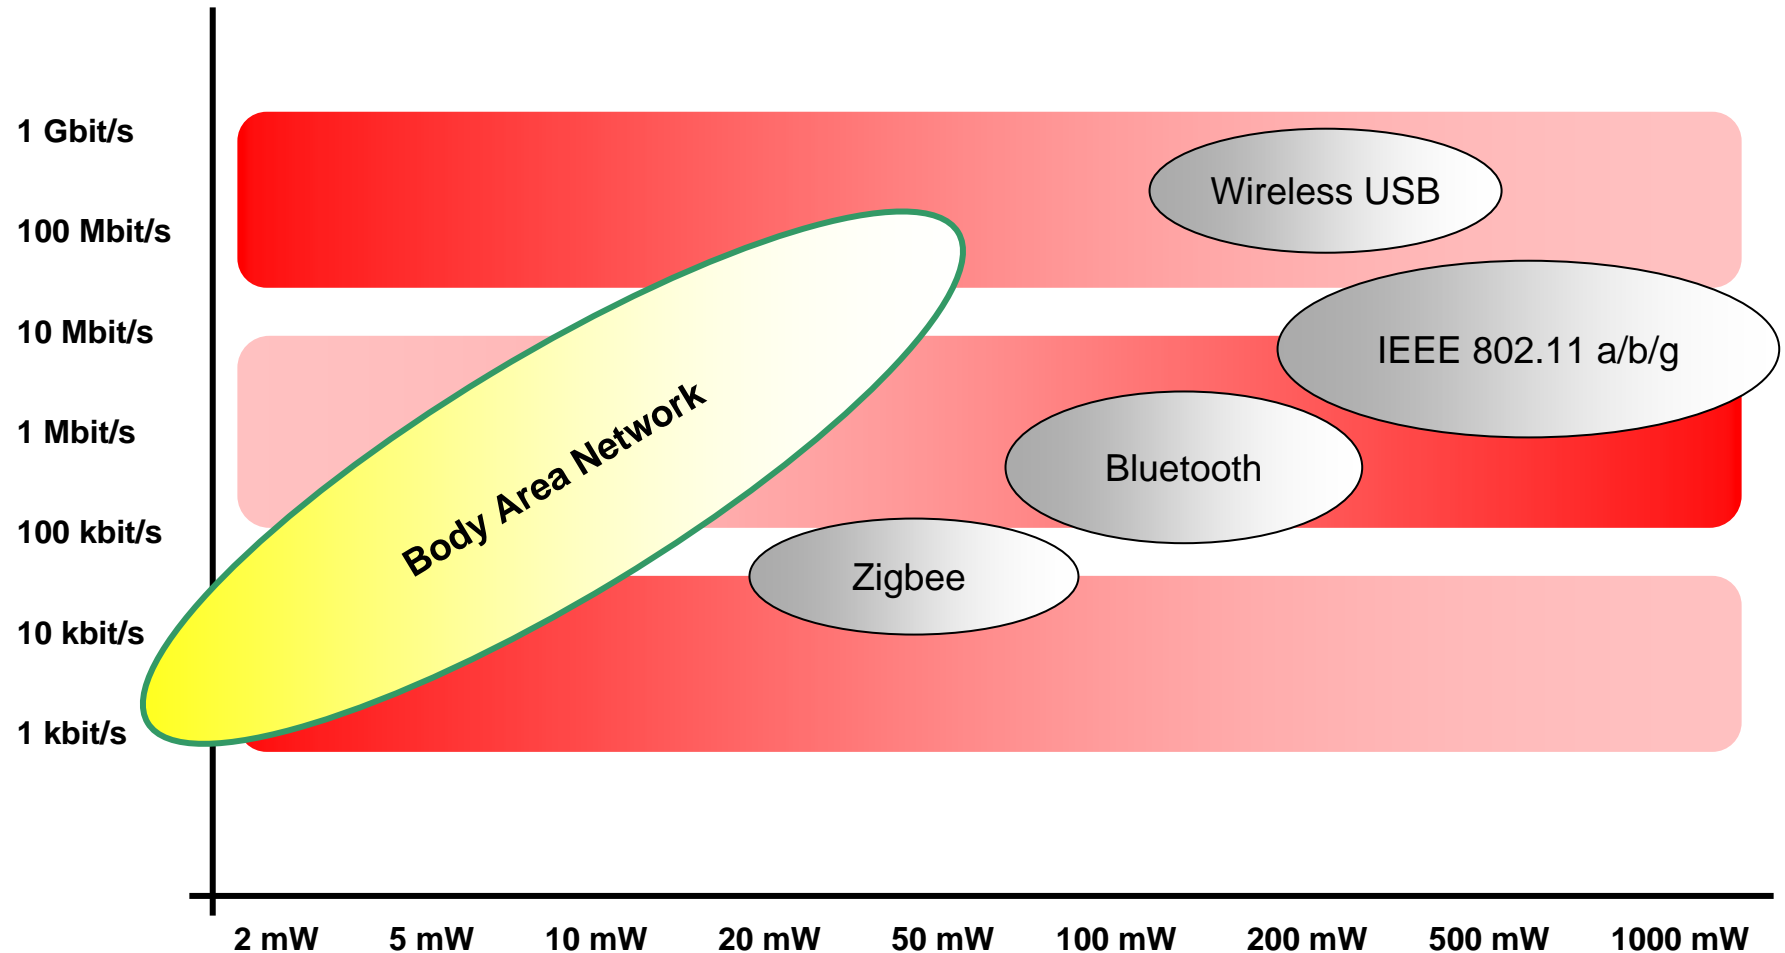 1 Gbit/s
Wireless USB
100 Mbit/s
10 Mbit/s
IEEE 802.11 a/b/g
1 Mbit/s
Body Area Network
Bluetooth
100 kbit/s
Zigbee
10 kbit/s
1 kbit/s
2 mW 5 mW 10 mW 20 mW 50 mW 100 mW 200 mW 500 mW 1000 mW